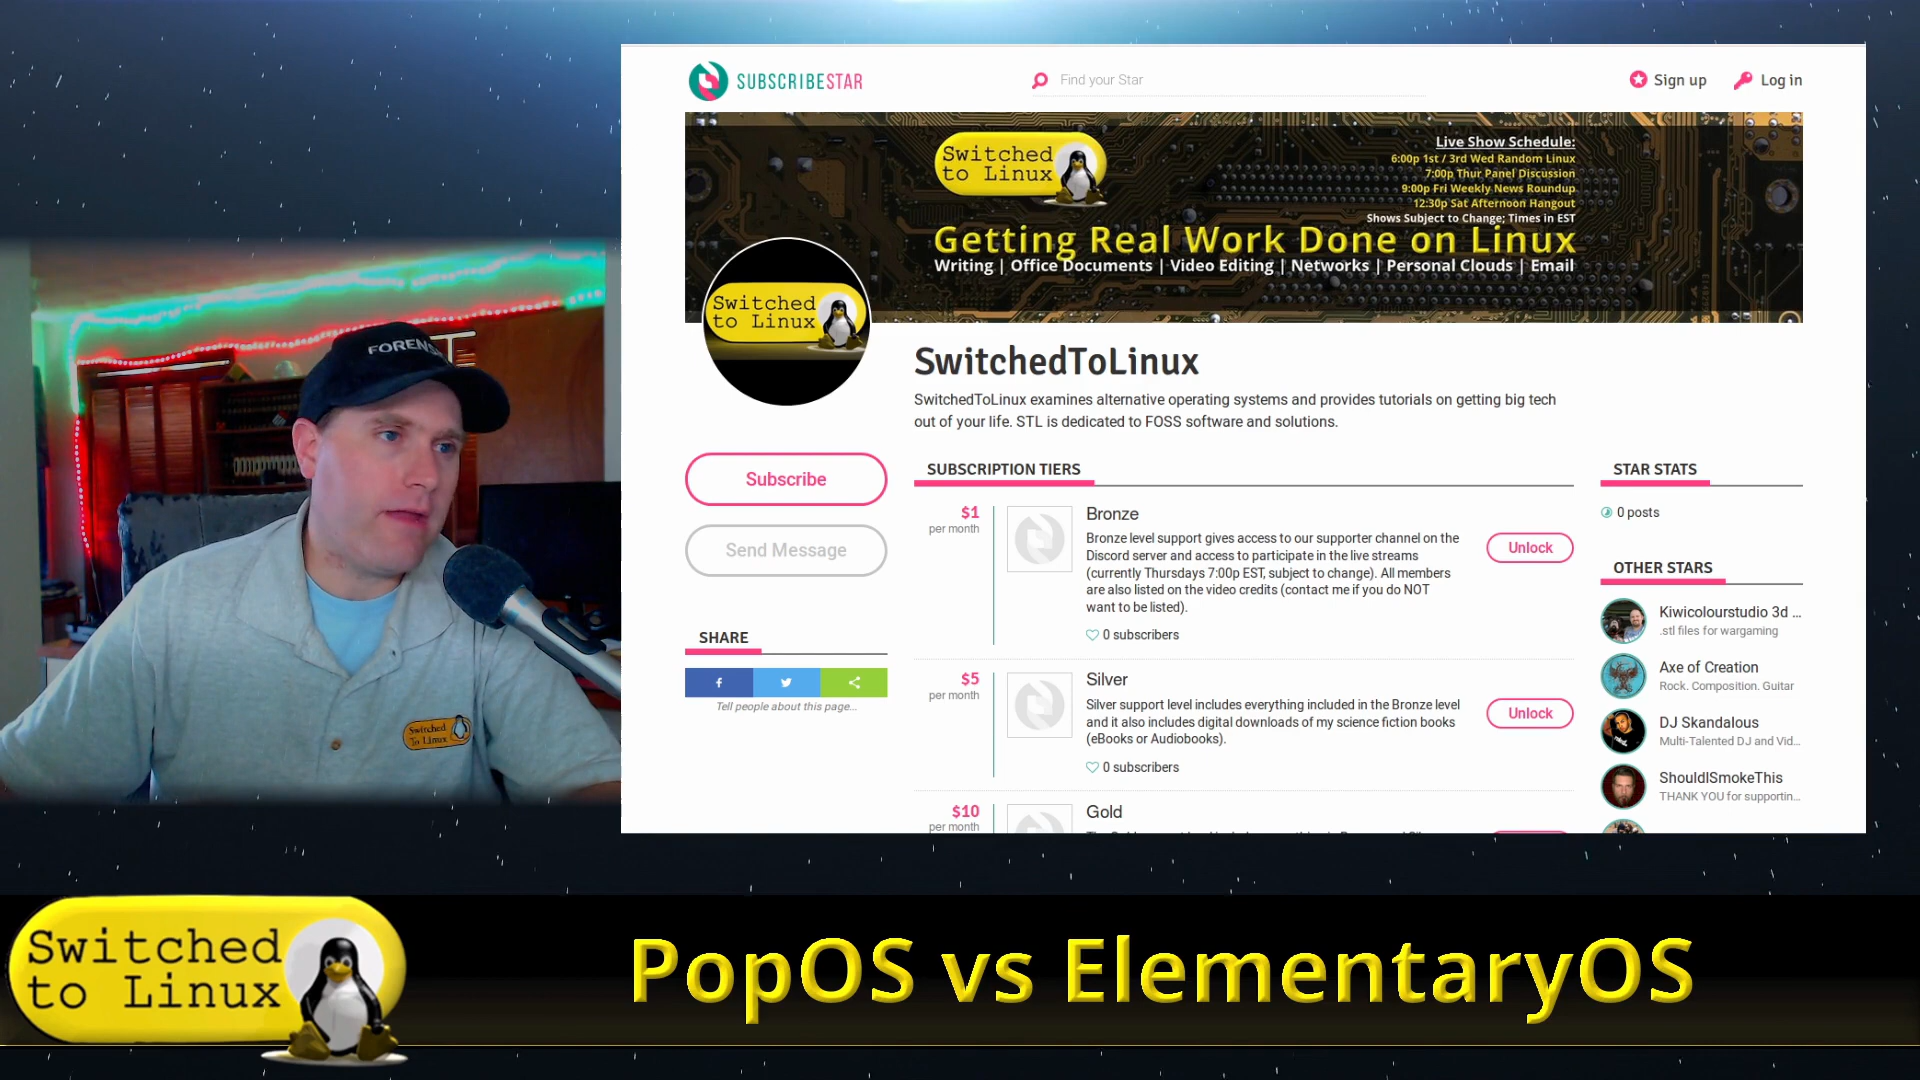 SUBSCRIBESTAR
Find your Star
Sign up
Log in
Switched
to Linux
Live Show Schedule:
6:00p 1st / 3rd Wed Random Linux
7:00p Thur Panel Discussion
9:00p Fri Weekly News Roundup
12:30p Sat Afternoon Hangout
Shows Subject to Change; Times in EST
Getting Real Work Done on Linux
Writing | Office Documents | Video Editing | Networks | Personal Clouds | Email
Switched
to Linux
SwitchedToLinux
SwitchedToLinux examines alternative operating systems and provides tutorials on getting big tech
out of your life. STL is dedicated to FOSS software and solutions.
Subscribe
Send Message
SHARE
Tell people about this page...
SUBSCRIPTION TIERS
$1
per month
Bronze
Bronze level support gives access to our supporter channel on the
Discord server and access to participate in the live streams
(currently Thursdays 7:00p EST, subject to change). All members
are also listed on the video credits (contact me if you do NOT
want to be listed).
0 subscribers
Unlock
$5
per month
Silver
Silver support level includes everything included in the Bronze level
and it also includes digital downloads of my science fiction books
(eBooks or Audiobooks).
0 subscribers
Unlock
$10
per month
Gold
STAR STATS
0 posts
OTHER STARS
Kiwicolourstudio 3d ...
.stl files for wargaming
Axe of Creation
Rock. Composition. Guitar
DJ Skandalous
Multi-Talented DJ and Vid...
ShouldISmokeThis
THANK YOU for supportin...
Switched
To Linux
Switched
to Linux
PopOS vs ElementaryOS